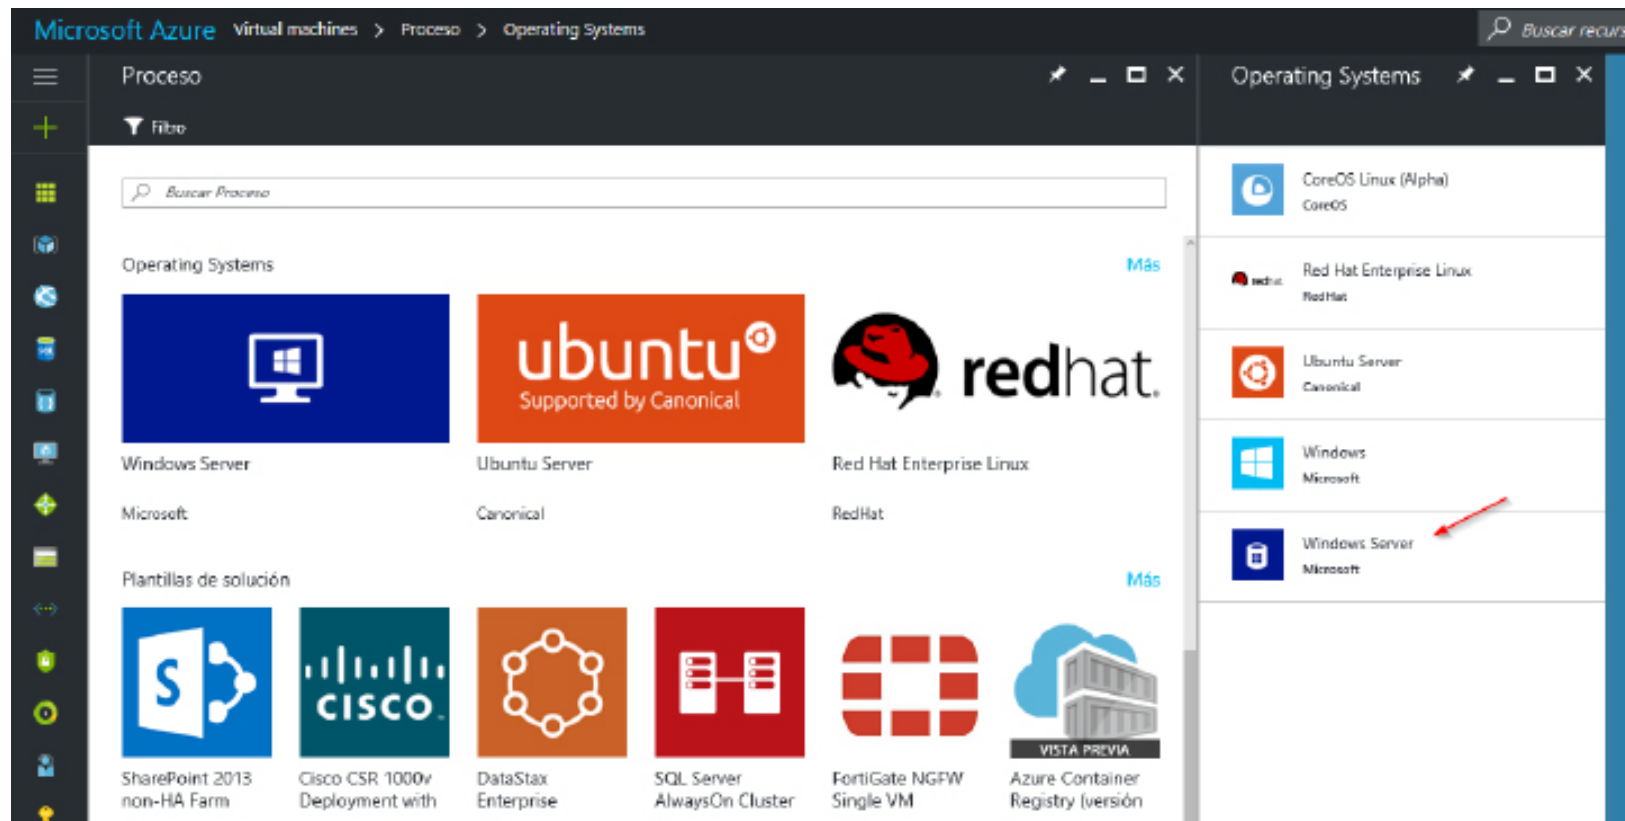 Microsoft Azure Virtual machines > Proceso > Operating Systems
Buscar recurs
Proceso
Filtro
Buscar Proceso
Operating Systems
Más
ubuntu
Supported by Canonical
redhat.
Windows Server
Ubuntu Server
Red Hat Enterprise Linux
Microsoft
Canonical
RedHat
Plantillas de solución
Más
S
CISCO
VISTA PREVIA
SharePoint 2013
non-HA Farm
Cisco CSR 1000v
Deployment with
DataStax
Enterprise
SQL Server
AlwaysOn Cluster
FortiGate NGFW
Single VM
Azure Container
Registry (versión
Operating Systems
CoreOS Linux (Alpha)
CoreOS
redhat
Red Hat Enterprise Linux
RedHat
Ubuntu Server
Canonical
Windows
Microsoft
Windows Server
Microsoft